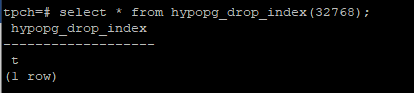 tpch=# select * from hypopg_drop_index(32768);
 hypopg_drop_index
-------------------
 t
(1 row)